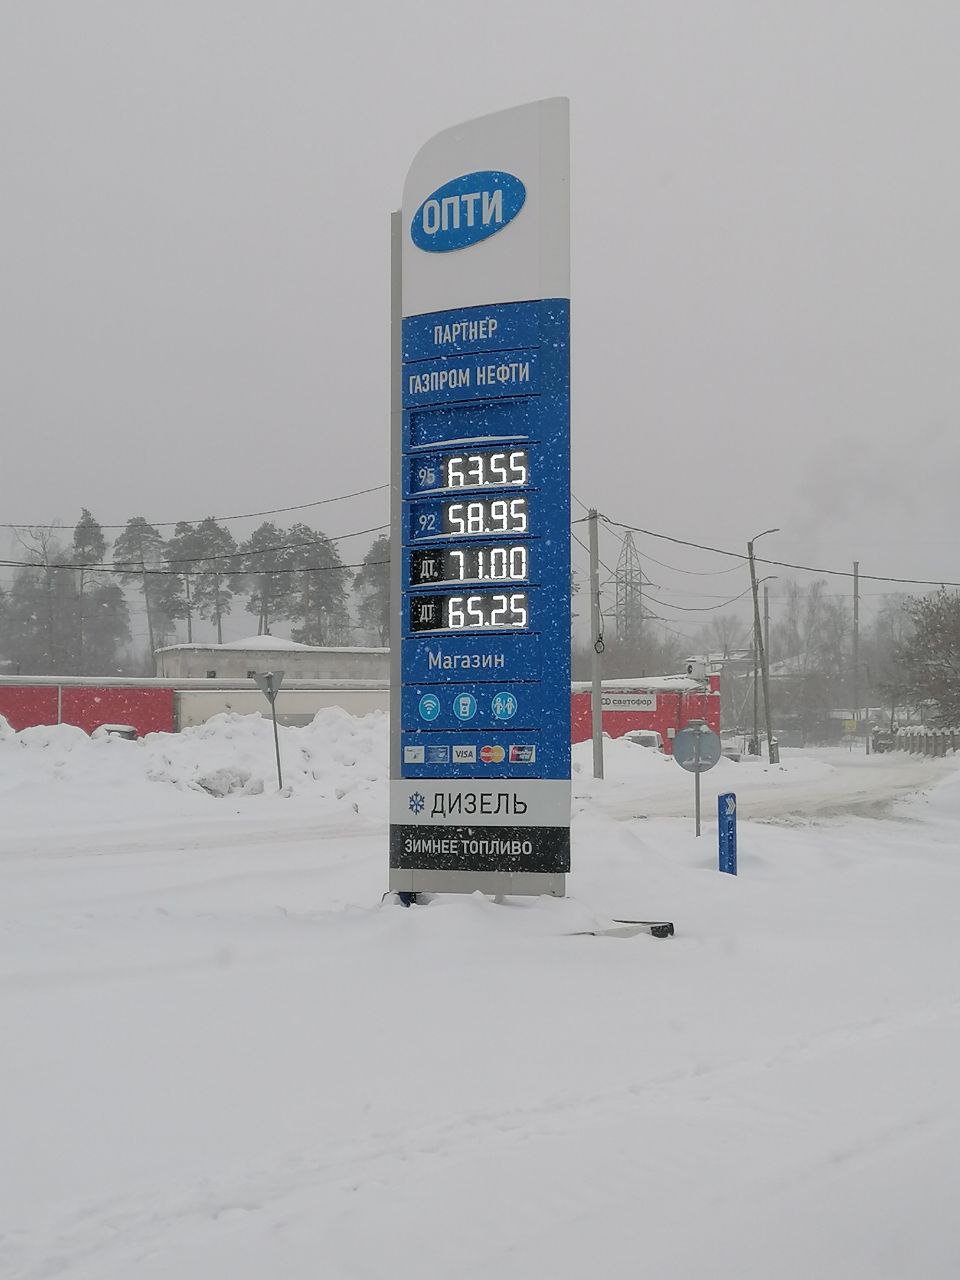 ОПТИ
ПАРТНЕР
ГАЗПРОМ НЕФТИ
95 63.55
92 58.95
ДТ 71.00
ДТ 65.25
Магазин
VISA
ДИЗЕЛЬ
ЗИМНЕЕ ТОПЛИВО
светофор